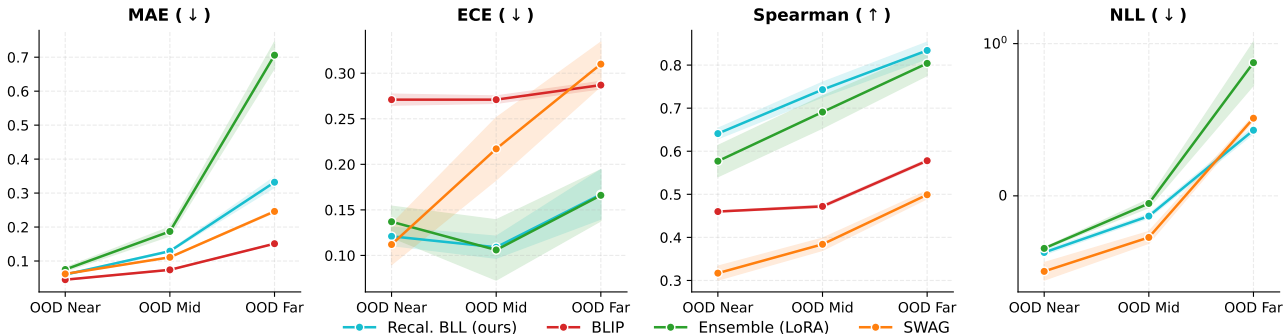 MAE (↓)
0.7
0.6
0.5
0.4
0.3
0.2
0.1
OOD Near
OOD Mid
OOD Far
ECE (↓)
0.30
0.25
0.20
0.15
0.10
OOD Near
OOD Mid
OOD Far
Spearman (↑)
0.8
0.7
0.6
0.5
0.4
0.3
OOD Near
OOD Mid
OOD Far
NLL (↓)
10⁰
0
OOD Near
OOD Mid
OOD Far
Recal. BLL (ours)
BLIP
Ensemble (LoRA)
SWAG